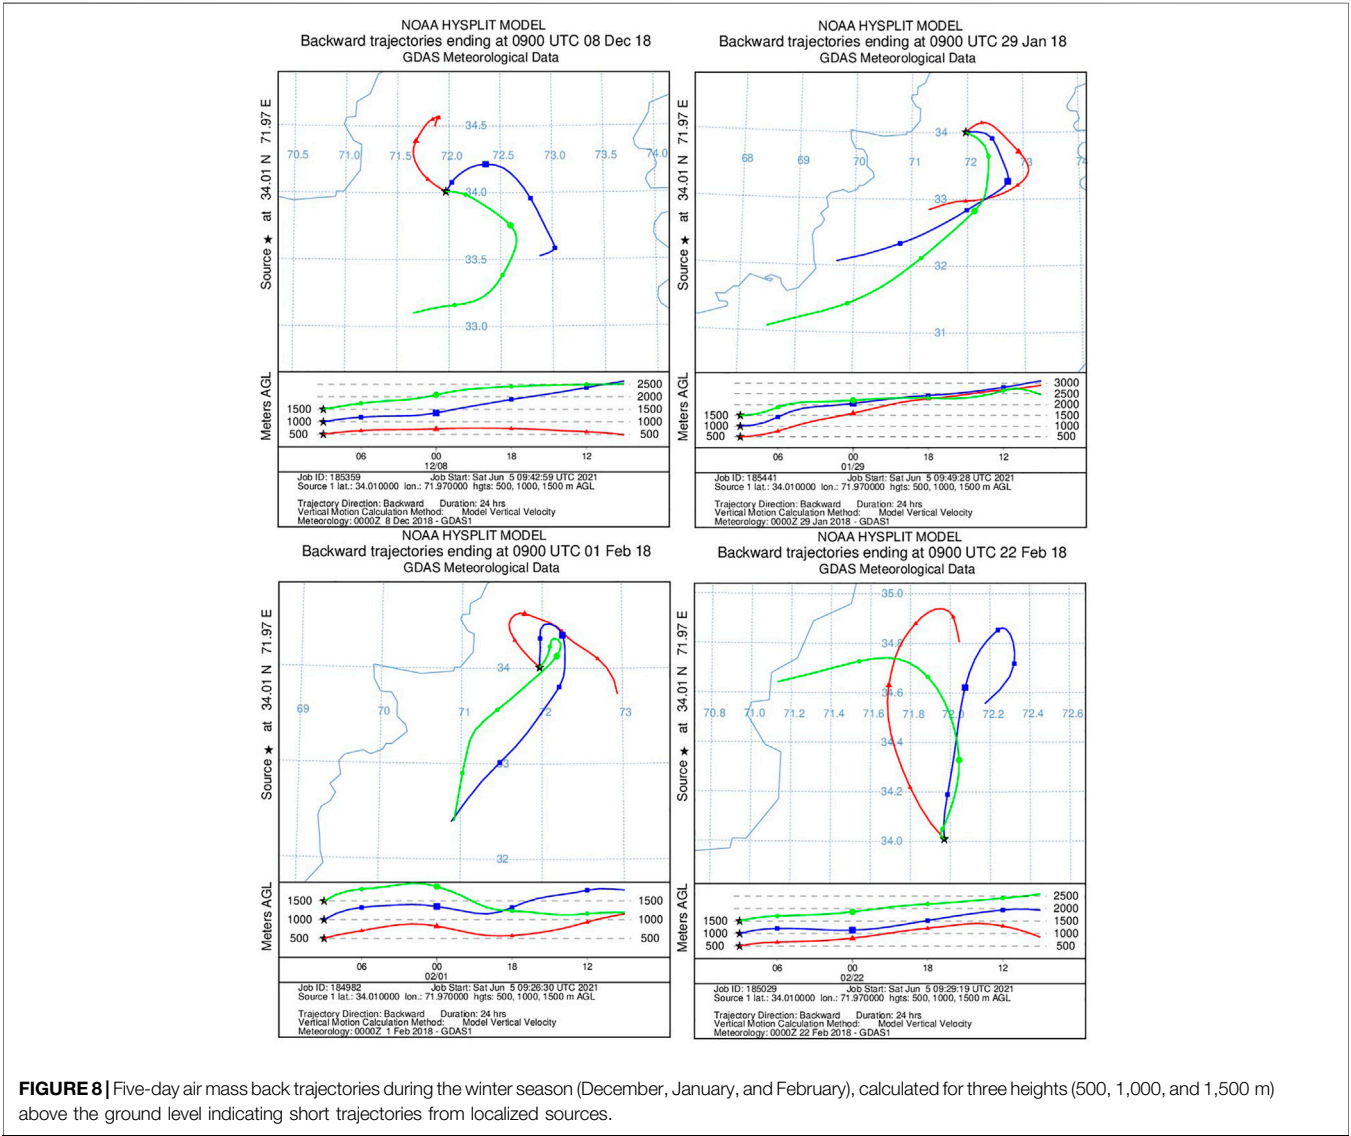 NOAA HYSPLIT MODEL
Backward trajectories ending at 0900 UTC 08 Dec 18
GDAS Meteorological Data
Source ★ at 34.01 N 71.97 E
34.5
70.5 71.0 71.5 72.0 72.5 73.0 73.5 74.0
34.0
33.5
33.0
Meters AGL
2500
2000
1500 1500
1000 1000
500 500
06 00 18 12
12/08
Job ID: 185359 Job Start: Sat Jun 5 09:42:59 UTC 2021
Source 1 lat.: 34.010000 lon.: 71.970000 hgts: 500, 1000, 1500 m AGL
Trajectory Direction: Backward Duration: 24 hrs
Vertical Motion Calculation Method: Model Vertical Velocity
Meteorology: 0000Z 8 Dec 2018 - GDAS1
NOAA HYSPLIT MODEL
Backward trajectories ending at 0900 UTC 29 Jan 18
GDAS Meteorological Data
Source ★ at 34.01 N 71.97 E
34
68 69 70 71 72 73 74
33
32
31
Meters AGL
3000
2500
2000
1500 1500
1000 1000
500 500
06 00 18 12
01/29
Job ID: 185441 Job Start: Sat Jun 5 09:49:28 UTC 2021
Source 1 lat.: 34.010000 lon.: 71.970000 hgts: 500, 1000, 1500 m AGL
Trajectory Direction: Backward Duration: 24 hrs
Vertical Motion Calculation Method: Model Vertical Velocity
Meteorology: 0000Z 29 Jan 2018 - GDAS1
NOAA HYSPLIT MODEL
Backward trajectories ending at 0900 UTC 01 Feb 18
GDAS Meteorological Data
Source ★ at 34.01 N 71.97 E
34
69 70 71 72 73
33
32
Meters AGL
1500 1500
1000 1000
500 500
06 00 18 12
02/01
Job ID: 184982 Job Start: Sat Jun 5 09:26:30 UTC 2021
Source 1 lat.: 34.010000 lon.: 71.970000 hgts: 500, 1000, 1500 m AGL
Trajectory Direction: Backward Duration: 24 hrs
Vertical Motion Calculation Method: Model Vertical Velocity
Meteorology: 0000Z 1 Feb 2018 - GDAS1
NOAA HYSPLIT MODEL
Backward trajectories ending at 0900 UTC 22 Feb 18
GDAS Meteorological Data
Source ★ at 34.01 N 71.97 E
35.0
34.8
34.6
70.8 71.0 71.2 71.4 71.6 71.8 72.0 72.2 72.4 72.6
34.4
34.2
34.0
Meters AGL
2500
2000
1500 1500
1000 1000
500 500
06 00 18 12
02/22
Job ID: 185029 Job Start: Sat Jun 5 09:29:19 UTC 2021
Source 1 lat.: 34.010000 lon.: 71.970000 hgts: 500, 1000, 1500 m AGL
Trajectory Direction: Backward Duration: 24 hrs
Vertical Motion Calculation Method: Model Vertical Velocity
Meteorology: 0000Z 22 Feb 2018 - GDAS1
FIGURE 8 | Five-day air mass back trajectories during the winter season (December, January, and February), calculated for three heights (500, 1,000, and 1,500 m)
above the ground level indicating short trajectories from localized sources.